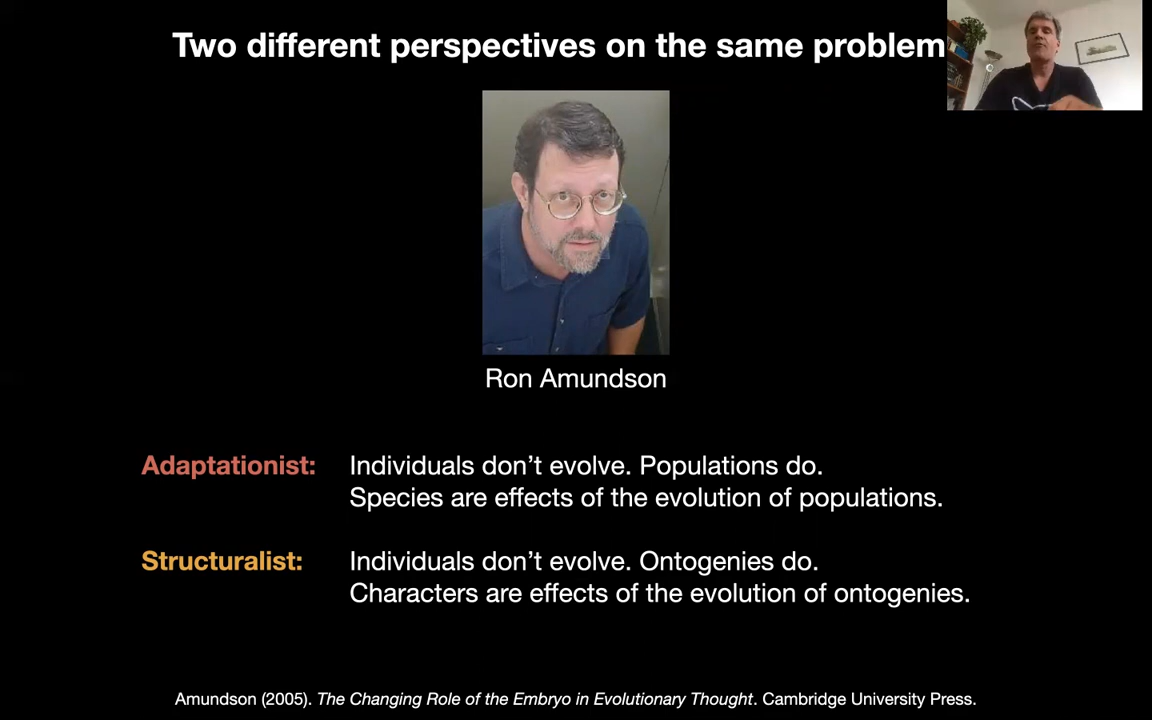 Two different perspectives on the same problem
Ron Amundson
Adaptationist: Individuals don’t evolve. Populations do.
Species are effects of the evolution of populations.
Structuralist: Individuals don’t evolve. Ontogenies do.
Characters are effects of the evolution of ontogenies.
Amundson (2005). The Changing Role of the Embryo in Evolutionary Thought. Cambridge University Press.